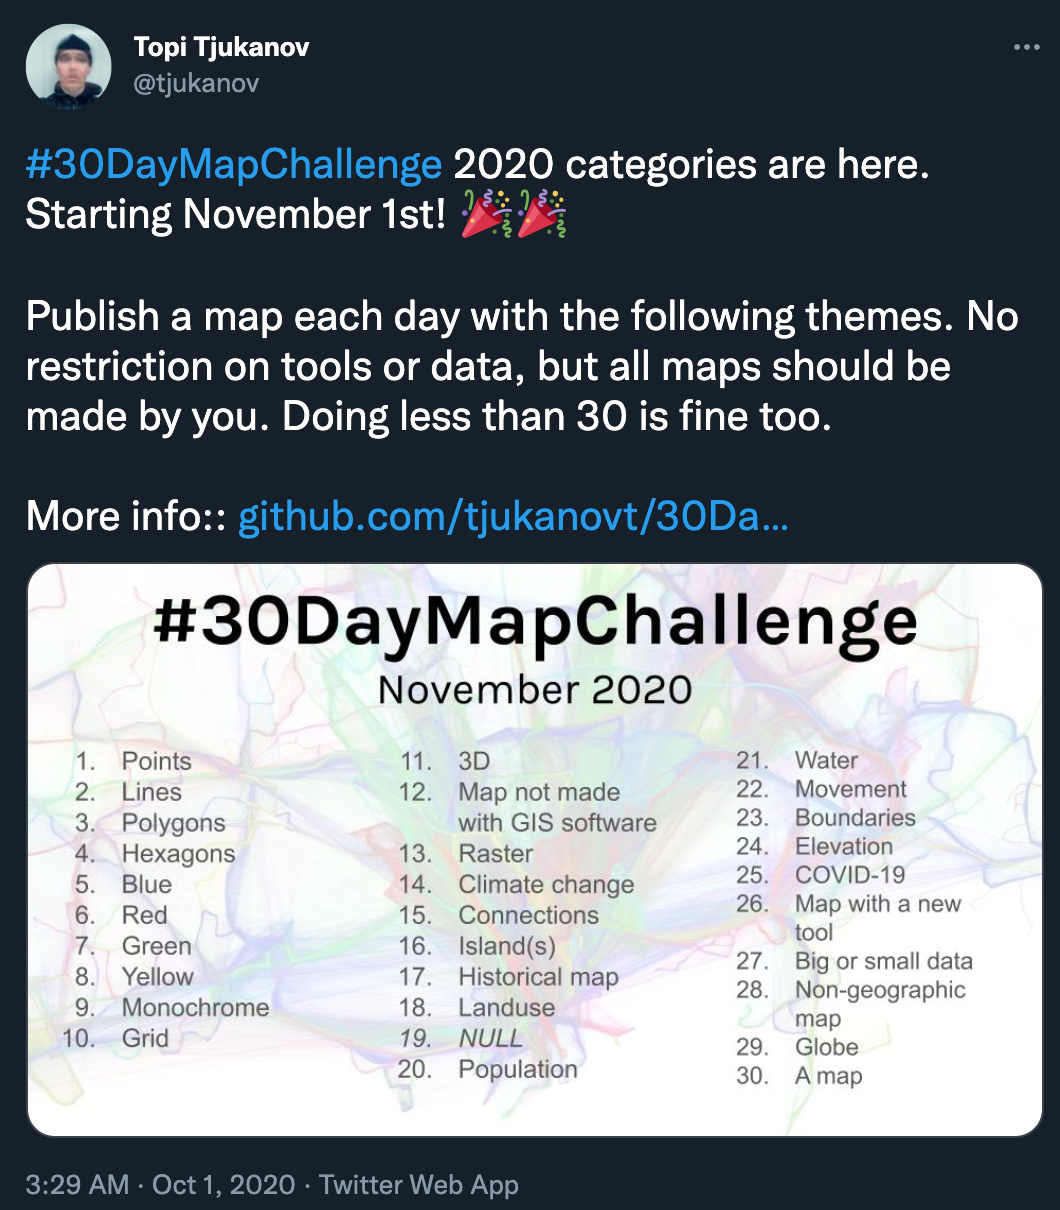 Topi Tjukanov
@tjukanov
#30DayMapChallenge 2020 categories are here.
Starting November 1st! 🎉🎉
Publish a map each day with the following themes. No
restriction on tools or data, but all maps should be
made by you. Doing less than 30 is fine too.
More info:: github.com/tjukanovt/30Da...
#30DayMapChallenge
November 2020
1. Points
2. Lines
3. Polygons
4. Hexagons
5. Blue
6. Red
7. Green
8. Yellow
9. Monochrome
10. Grid
11. 3D
12. Map not made
with GIS software
13. Raster
14. Climate change
15. Connections
16. Island(s)
17. Historical map
18. Landuse
19. NULL
20. Population
21. Water
22. Movement
23. Boundaries
24. Elevation
25. COVID-19
26. Map with a new
tool
27. Big or small data
28. Non-geographic
map
29. Globe
30. A map
3:29 AM · Oct 1, 2020 · Twitter Web App